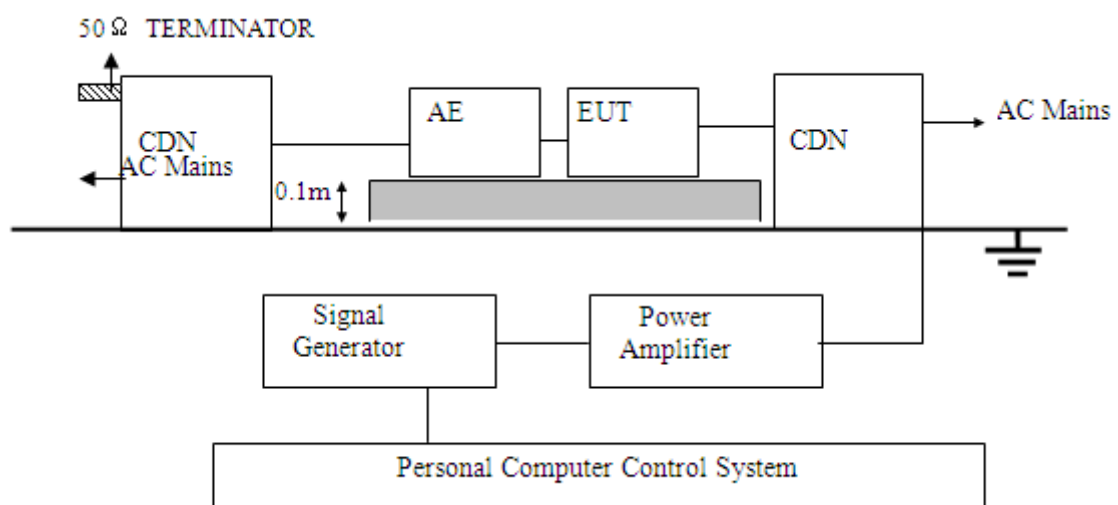 50 Ω TERMINATOR
AE
EUT
CDN
AC Mains
CDN
AC Mains
0.1m
Signal
Generator
Power
Amplifier
Personal Computer Control System